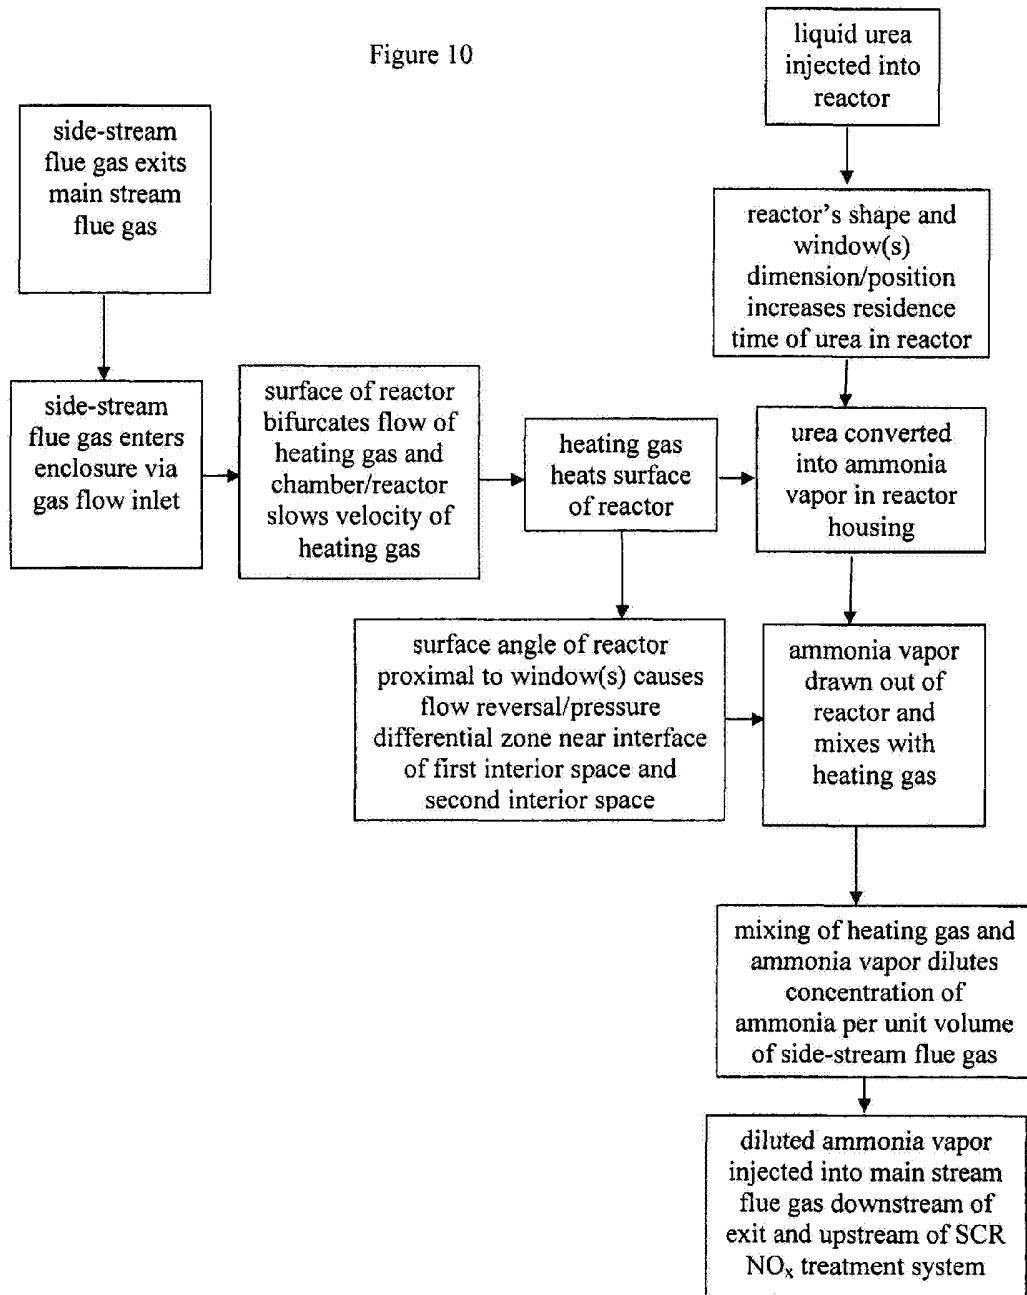 Figure 10
liquid urea
injected into
reactor
side-stream
flue gas exits
main stream
flue gas
reactor's shape and
window(s)
dimension/position
increases residence
time of urea in reactor
side-stream
flue gas enters
enclosure via
gas flow inlet
surface of reactor
bifurcates flow of
heating gas and
chamber/reactor
slows velocity of
heating gas
heating gas
heats surface
of reactor
urea converted
into ammonia
vapor in reactor
housing
surface angle of reactor
proximal to window(s) causes
flow reversal/pressure
differential zone near interface
of first interior space and
second interior space
ammonia vapor
drawn out of
reactor and
mixes with
heating gas
mixing of heating gas and
ammonia vapor dilutes
concentration of
ammonia per unit volume
of side-stream flue gas
diluted ammonia vapor
injected into main stream
flue gas downstream of
exit and upstream of SCR
NOₓ treatment system